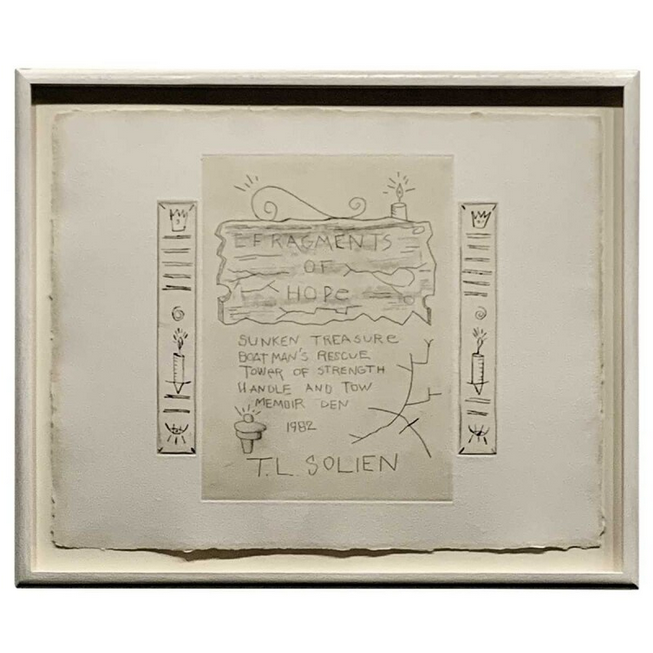 FRAGMENTS
OF
HOPe
SUNKEN TREASURe
BOATMAN'S RESCUE
TOWeR OF STRENGTH
HANDLE AND TOW
MEMOIR DEN
1982
T.L. SOLIEN